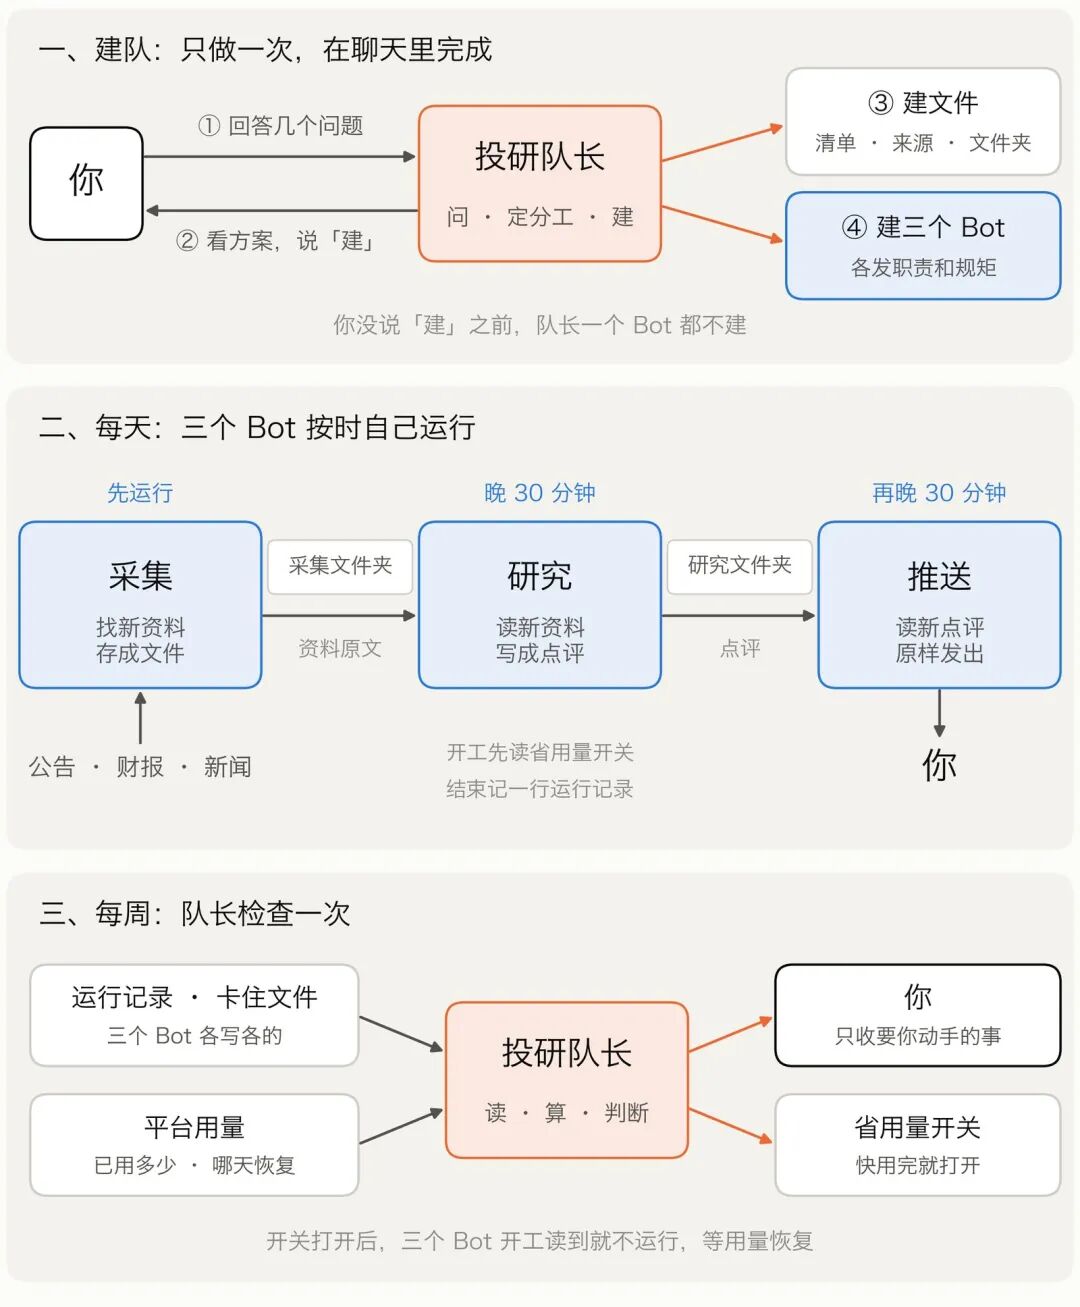 一、建队：只做一次，在聊天里完成
你
① 回答几个问题
② 看方案，说「建」
投研队长
问 · 定分工 · 建
③ 建文件
清单 · 来源 · 文件夹
④ 建三个 Bot
各发职责和规矩
你没说「建」之前，队长一个 Bot 都不建
二、每天：三个 Bot 按时自己运行
先运行
晚 30 分钟
再晚 30 分钟
采集
找新资料
存成文件
采集文件夹
资料原文
研究
读新资料
写成点评
研究文件夹
点评
推送
读新点评
原样发出
公告 · 财报 · 新闻
开工先读省用量开关
结束记一行运行记录
你
三、每周：队长检查一次
运行记录 · 卡住文件
三个 Bot 各写各的
平台用量
已用多少 · 哪天恢复
投研队长
读 · 算 · 判断
你
只收要你动手的事
省用量开关
快用完就打开
开关打开后，三个 Bot 开工读到就不运行，等用量恢复